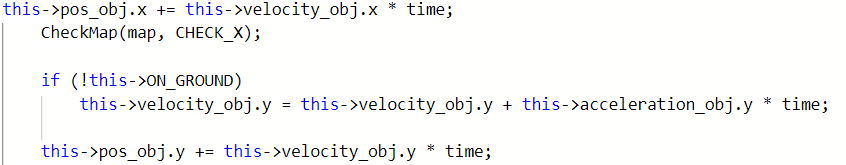 this->pos_obj.x += this->velocity_obj.x * time;
CheckMap(map, CHECK_X);
if (!this->ON_GROUND)
this->velocity_obj.y = this->velocity_obj.y + this->acceleration_obj.y * time;
this->pos_obj.y += this->velocity_obj.y * time;